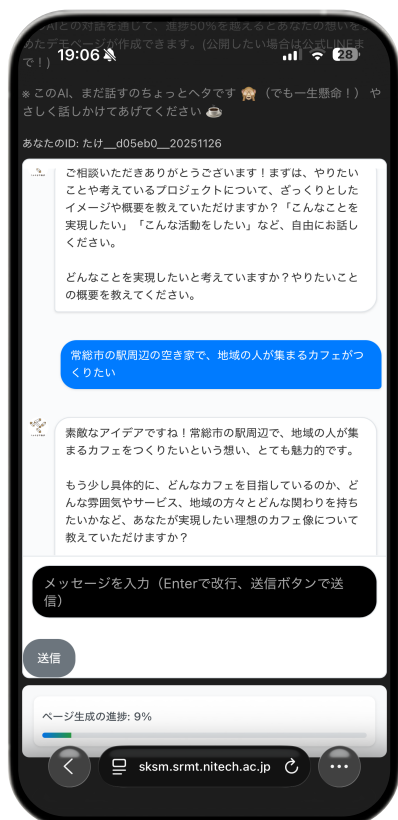 AIとの対話を通して、進捗50%を越えるとあなたの想いをま
めたデモページが作成できます。(公開したい場合は公式LINEま
で！)
19:06
28
※ このAI、まだ話すのちょっとヘタです 🙈 （でも一生懸命！） や
さしく話しかけてあげてください ☕
あなたのID: たけ__d05eb0__20251126
ご相談いただきありがとうございます！まずは、やりたい
ことや考えているプロジェクトについて、ざっくりとした
イメージや概要を教えていただけますか？「こんなことを
実現したい」「こんな活動をしたい」など、自由にお話し
ください。
どんなことを実現したいと考えていますか？やりたいこと
の概要を教えてください。
常総市の駅周辺の空き家で、地域の人が集まるカフェがつ
くりたい
素敵なアイデアですね！常総市の駅周辺で、地域の人が集
まるカフェをつくりたいという想い、とても魅力的です。
もう少し具体的に、どんなカフェを目指しているのか、ど
んな雰囲気やサービス、地域の方々とどんな関わりを持ち
たいかなど、あなたが実現したい理想のカフェ像について
教えていただけますか？
メッセージを入力（Enterで改行、送信ボタンで送
信）
送信
ページ生成の進捗: 9%
sksm.srmt.nitech.ac.jp